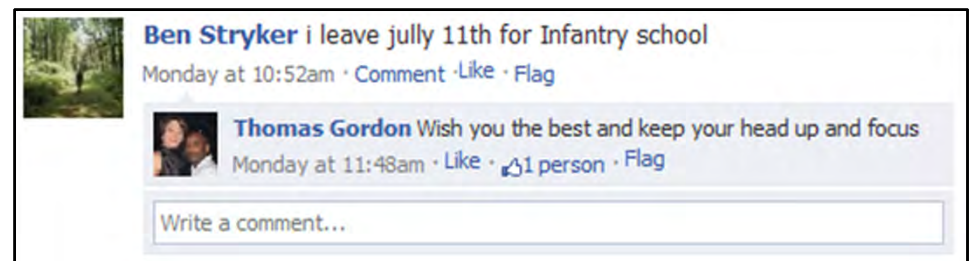 Ben Stryker i leave jully 11th for Infantry school
Monday at 10:52am · Comment · Like · Flag
Thomas Gordon Wish you the best and keep your head up and focus
Monday at 11:48am · Like · 1 person · Flag
Write a comment...